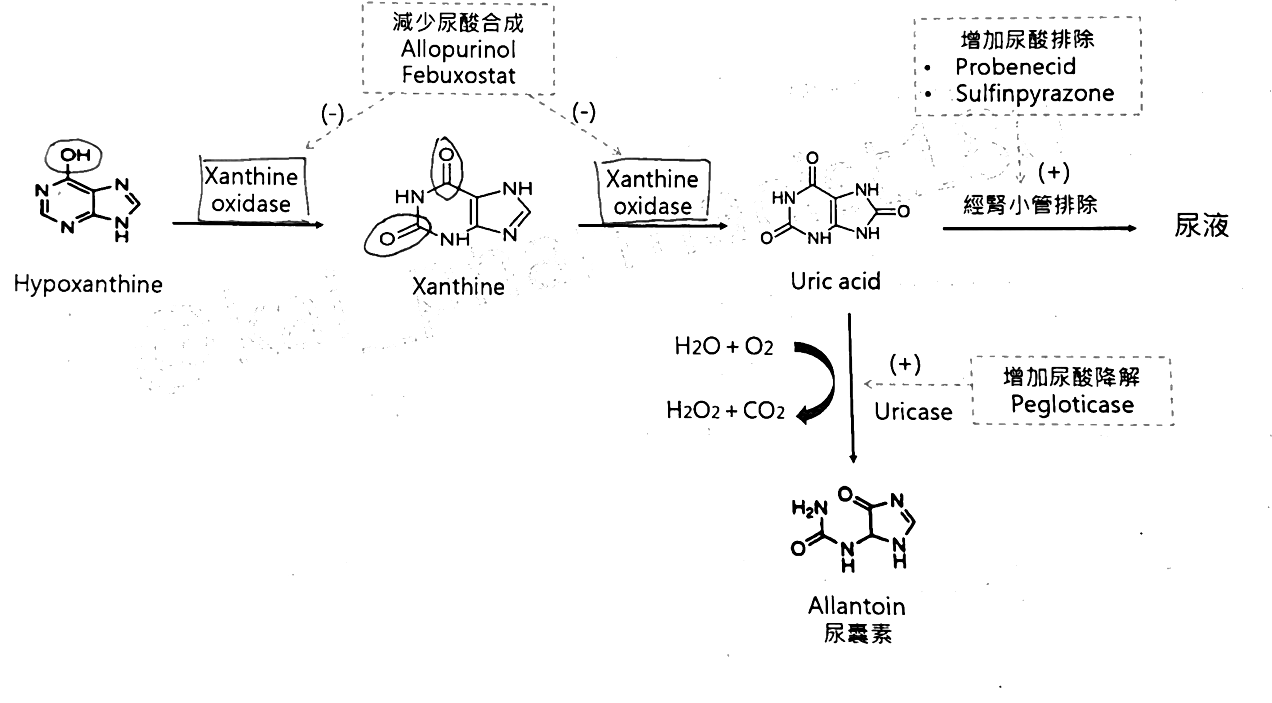 減少尿酸合成
Allopurinol
Febuxostat
增加尿酸排除
• Probenecid
• Sulfinpyrazone
(-)
(-)
(+)
OH
N
N
N
N
H
Xanthine
oxidase
O
HN
NH
O
N
H
N
Xanthine
oxidase
O
HN
NH
O
O
NH
NH
經腎小管排除
尿液
Hypoxanthine
Xanthine
Uric acid
H2O + O2
H2O2 + CO2
(+)
Uricase
增加尿酸降解
Pegloticase
H2N
O
O
N
N
H
N
H
Allantoin
尿囊素